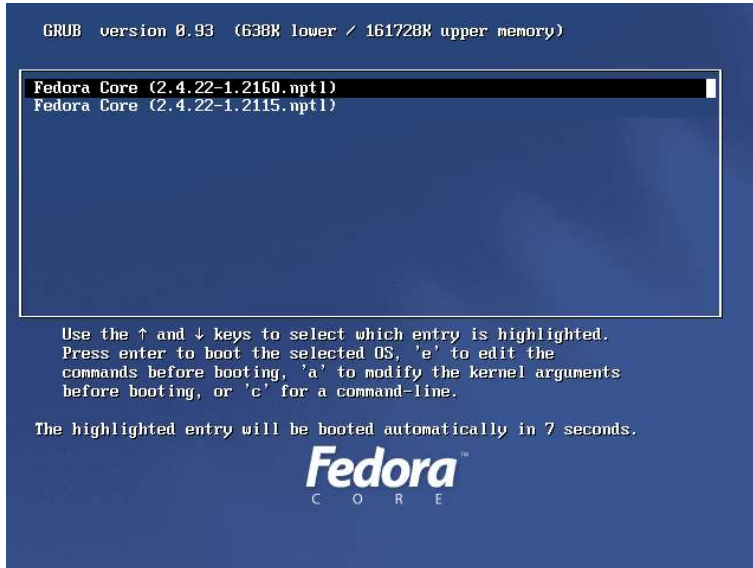 GRUB version 0.93 (638K lower / 161728K upper memory)
Fedora Core (2.4.22-1.2160.nptl)
Fedora Core (2.4.22-1.2115.nptl)
Use the ↑ and ↓ keys to select which entry is highlighted.
Press enter to boot the selected OS, 'e' to edit the
commands before booting, 'a' to modify the kernel arguments
before booting, or 'c' for a command-line.
The highlighted entry will be booted automatically in 7 seconds.
Fedora™
CORE